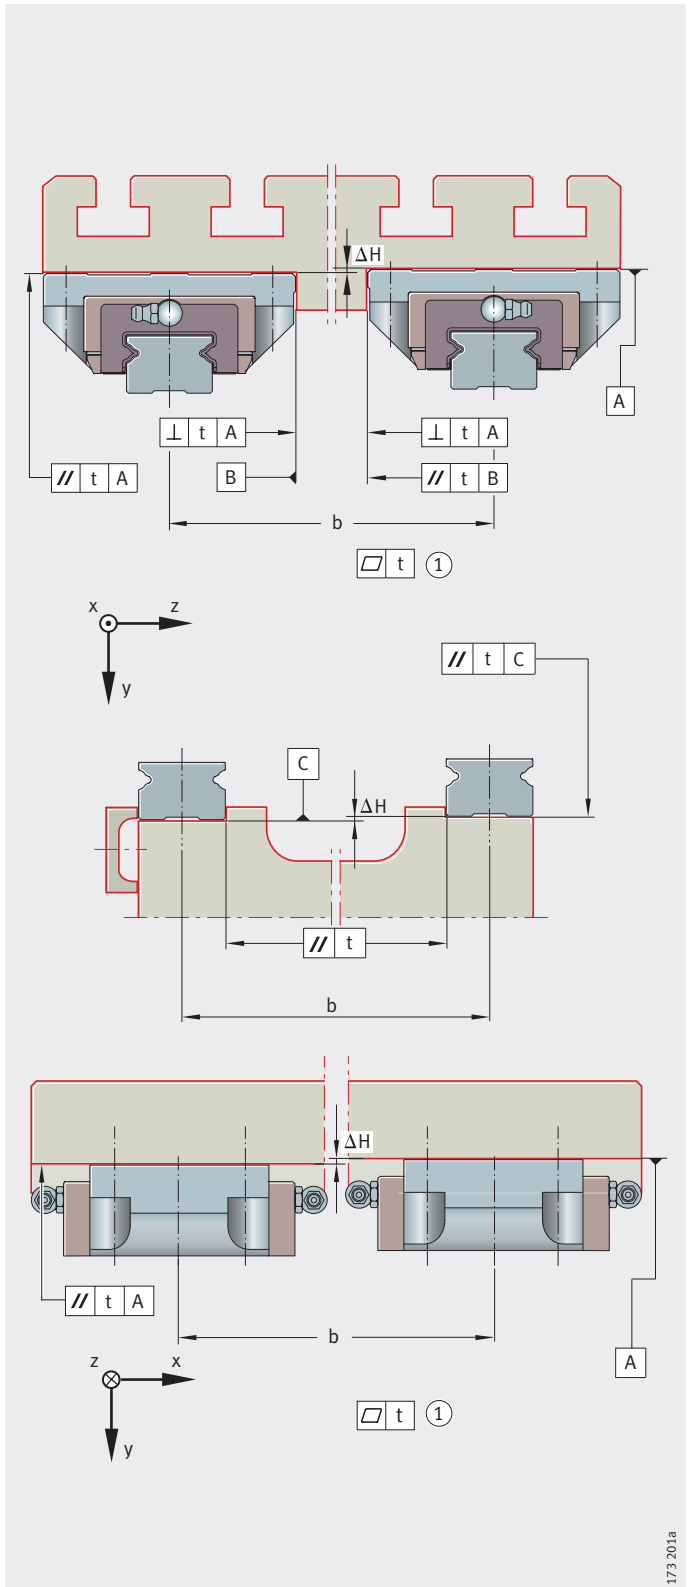 ΔH
A
⊥ t A
⊥ t A
// t A
B
// t B
b
▱ t 1
x z
y
// t C
C
ΔH
// t
b
ΔH
// t A
b
A
z x
y
▱ t 1
173 201a